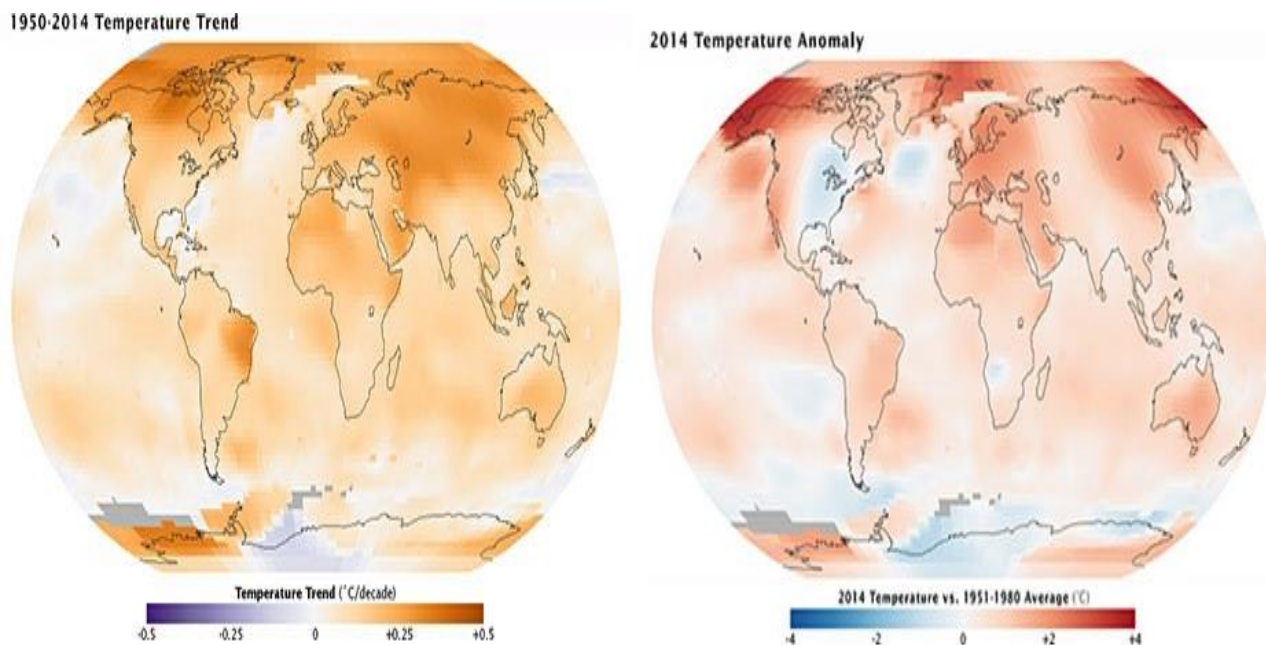 1950-2014 Temperature Trend
2014 Temperature Anomaly
Temperature Trend (˚C/decade)
-0.5 -0.25 0 +0.25 +0.5
2014 Temperature vs. 1951-1980 Average (˚C)
-4 -2 0 +2 +4